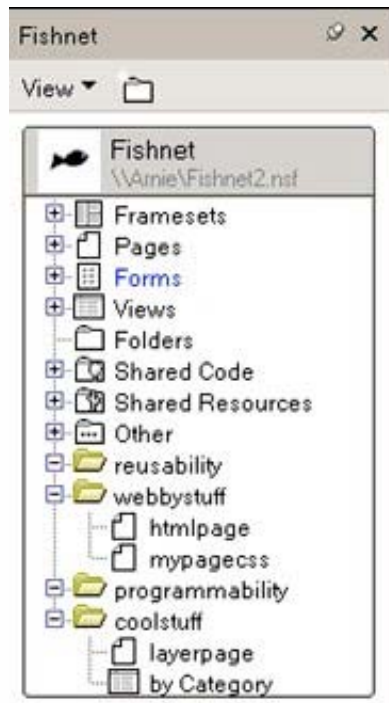 Fishnet
View
Fishnet
\\Arnie\Fishnet2.nsf
Framesets
Pages
Forms
Views
Folders
Shared Code
Shared Resources
Other
reusability
webbystuff
htmlpage
mypagecss
programmability
coolstuff
layerpage
by Category